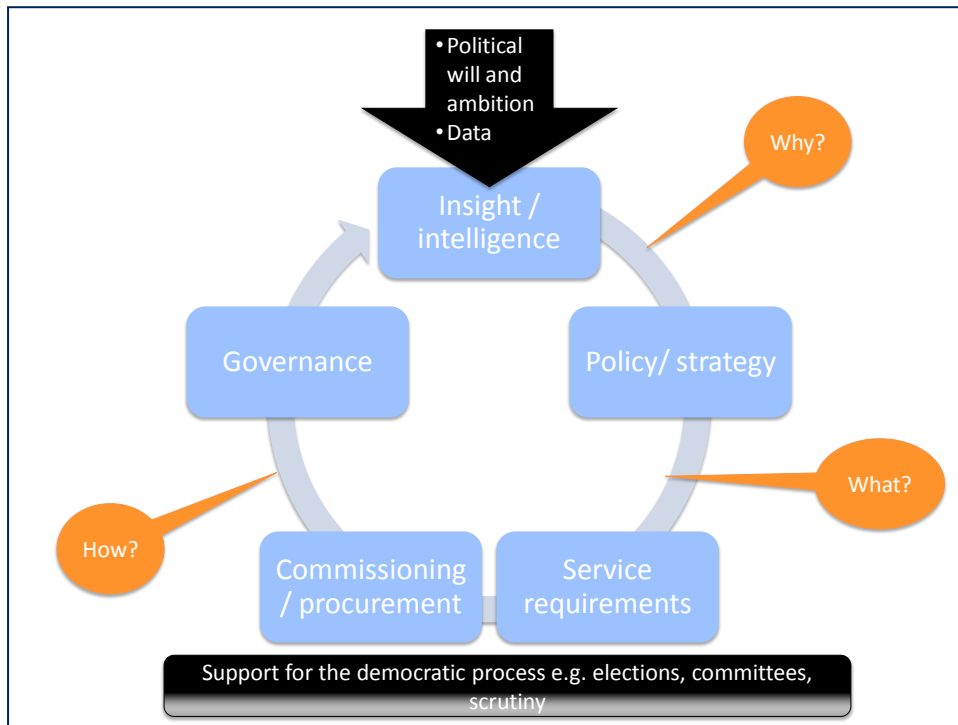 • Political
will and
ambition
• Data
Why?
Insight /
intelligence
Governance
Policy/ strategy
What?
How?
Commissioning
/ procurement
Service
requirements
Support for the democratic process e.g. elections, committees,
scrutiny